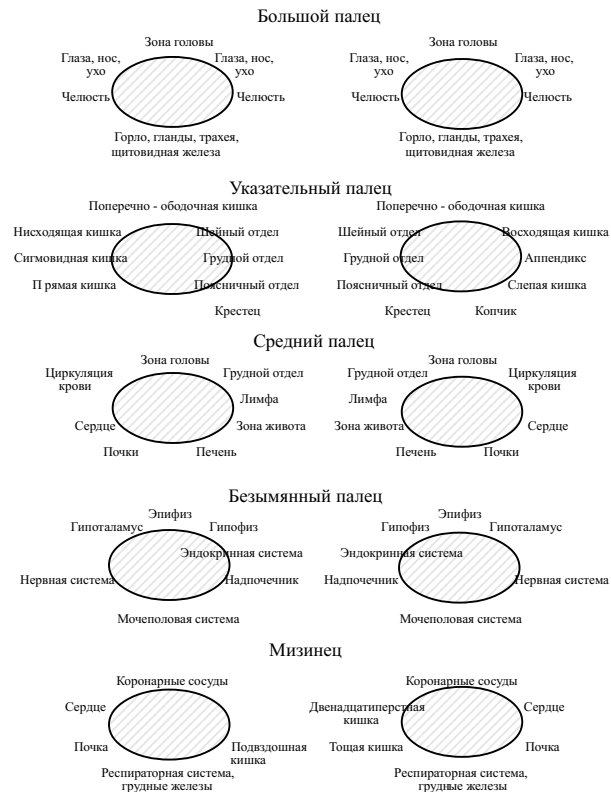 Большой палец
Зона головы
Глаза, нос,
ухо
Глаза, нос,
ухо
Челюсть
Челюсть
Горло, гланды, трахея,
щитовидная железа
Зона головы
Глаза, нос,
ухо
Глаза, нос,
ухо
Челюсть
Челюсть
Горло, гланды, трахея,
щитовидная железа
Указательный палец
Поперечно - ободочная кишка
Нисходящая кишка
Шейный отдел
Сигмовидная кишка
Грудной отдел
П рямая кишка
Поясничный отдел
Крестец
Поперечно - ободочная кишка
Шейный отдел
Восходящая кишка
Грудной отдел
Аппендикс
Поясничный отдел
Слепая кишка
Крестец
Копчик
Средний палец
Зона головы
Циркуляция
крови
Грудной отдел
Лимфа
Сердце
Зона живота
Почки
Печень
Зона головы
Грудной отдел
Циркуляция
крови
Лимфа
Зона живота
Сердце
Печень
Почки
Безымянный палец
Эпифиз
Гипоталамус
Гипофиз
Эндокринная система
Нервная система
Надпочечник
Мочеполовая система
Эпифиз
Гипофиз
Гипоталамус
Эндокринная система
Надпочечник
Нервная система
Мочеполовая система
Мизинец
Коронарные сосуды
Сердце
Почка
Подвздошная
кишка
Респираторная система,
грудные железы
Коронарные сосуды
Двенадцатиперстная
кишка
Сердце
Тощая кишка
Почка
Респираторная система,
грудные железы